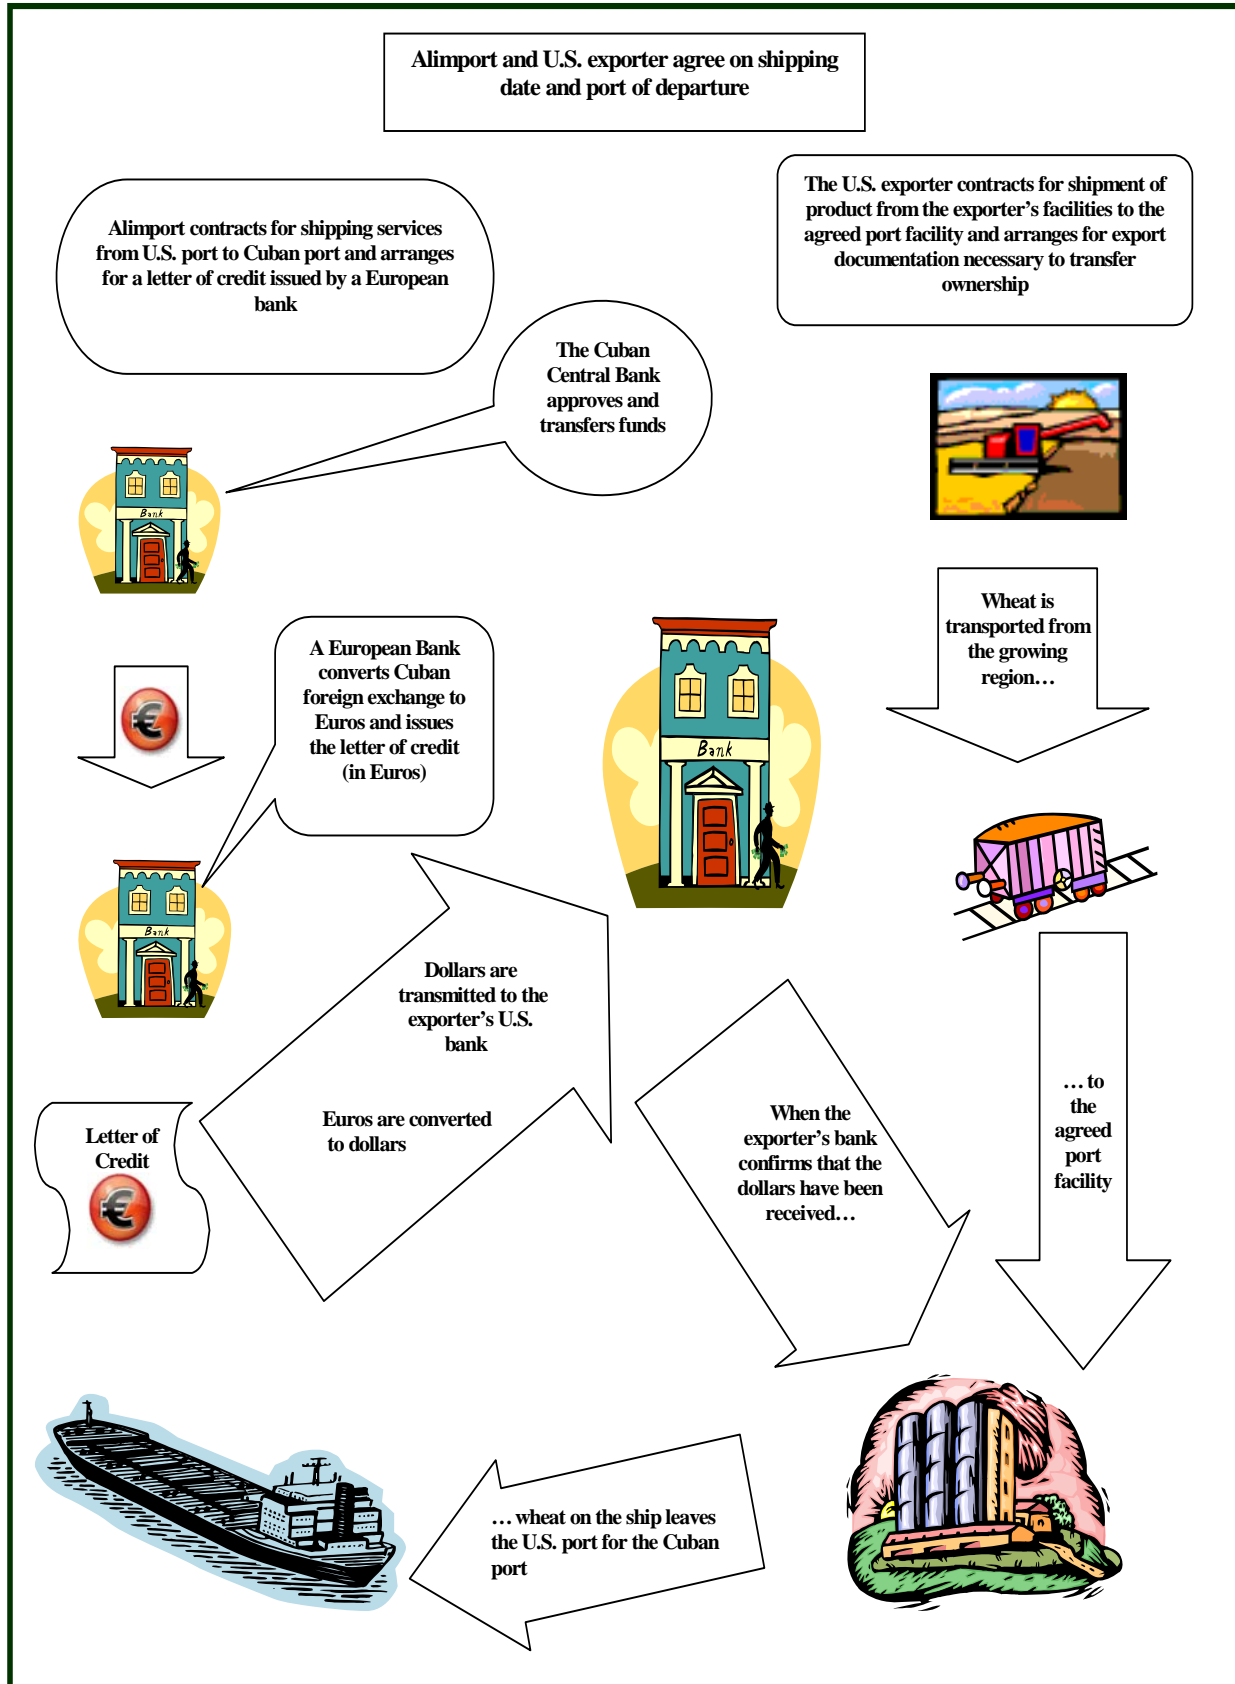 Alimport and U.S. exporter agree on shipping
date and port of departure
Alimport contracts for shipping services
from U.S. port to Cuban port and arranges
for a letter of credit issued by a European
bank
The U.S. exporter contracts for shipment of
product from the exporter’s facilities to the
agreed port facility and arranges for export
documentation necessary to transfer
ownership
The Cuban
Central Bank
approves and
transfers funds
Bank
Wheat is
transported from
the growing
region…
A European Bank
converts Cuban
foreign exchange to
Euros and issues
the letter of credit
(in Euros)
€
Bank
Bank
Dollars are
transmitted to the
exporter’s U.S.
bank
Euros are converted
to dollars
Letter of
Credit
€
When the
exporter’s bank
confirms that the
dollars have been
received…
… to
the
agreed
port
facility
… wheat on the ship leaves
the U.S. port for the Cuban
port